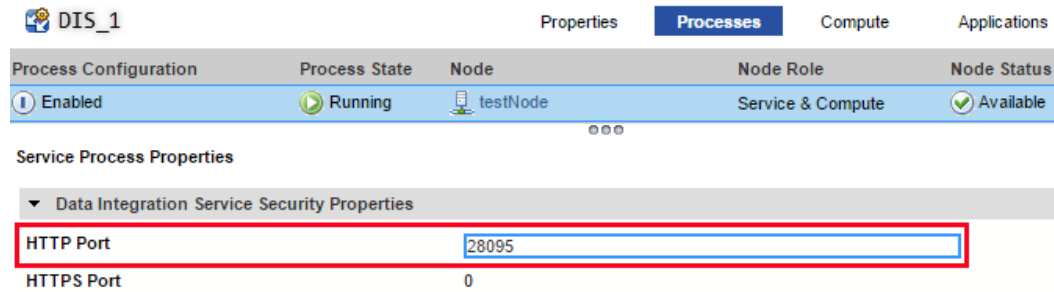 DIS_1 Properties Processes Compute Applications
Process Configuration Process State Node Node Role Node Status
Enabled Running testNode Service & Compute Available
Service Process Properties
Data Integration Service Security Properties
HTTP Port 28095
HTTPS Port 0